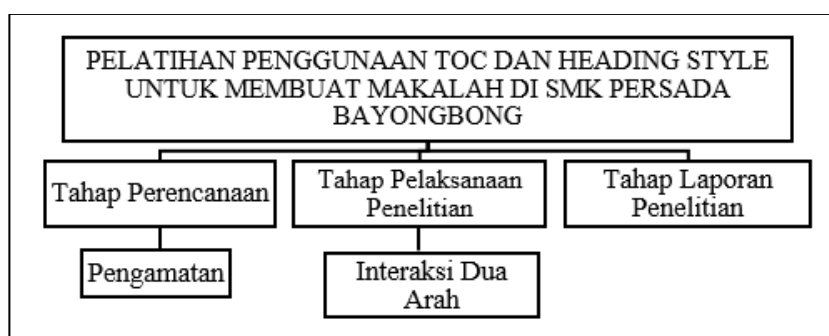 PELATIHAN PENGGUNAAN TOC DAN HEADING STYLE
UNTUK MEMBUAT MAKALAH DI SMK PERSADA
BAYONGBONG
Tahap Perencanaan
Tahap Pelaksanaan
Penelitian
Tahap Laporan
Penelitian
Pengamatan
Interaksi Dua
Arah